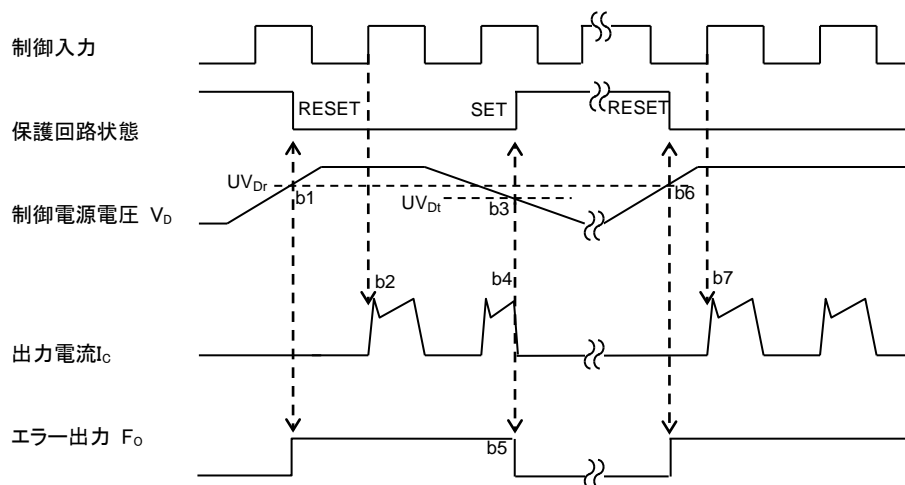 制御入力
RESET
SET
RESET
保護回路状態
UVDr
b1
b6
UVDt
b3
制御電源電圧 VD
b2
b4
b7
出力電流IC
エラー出力 FO
b5